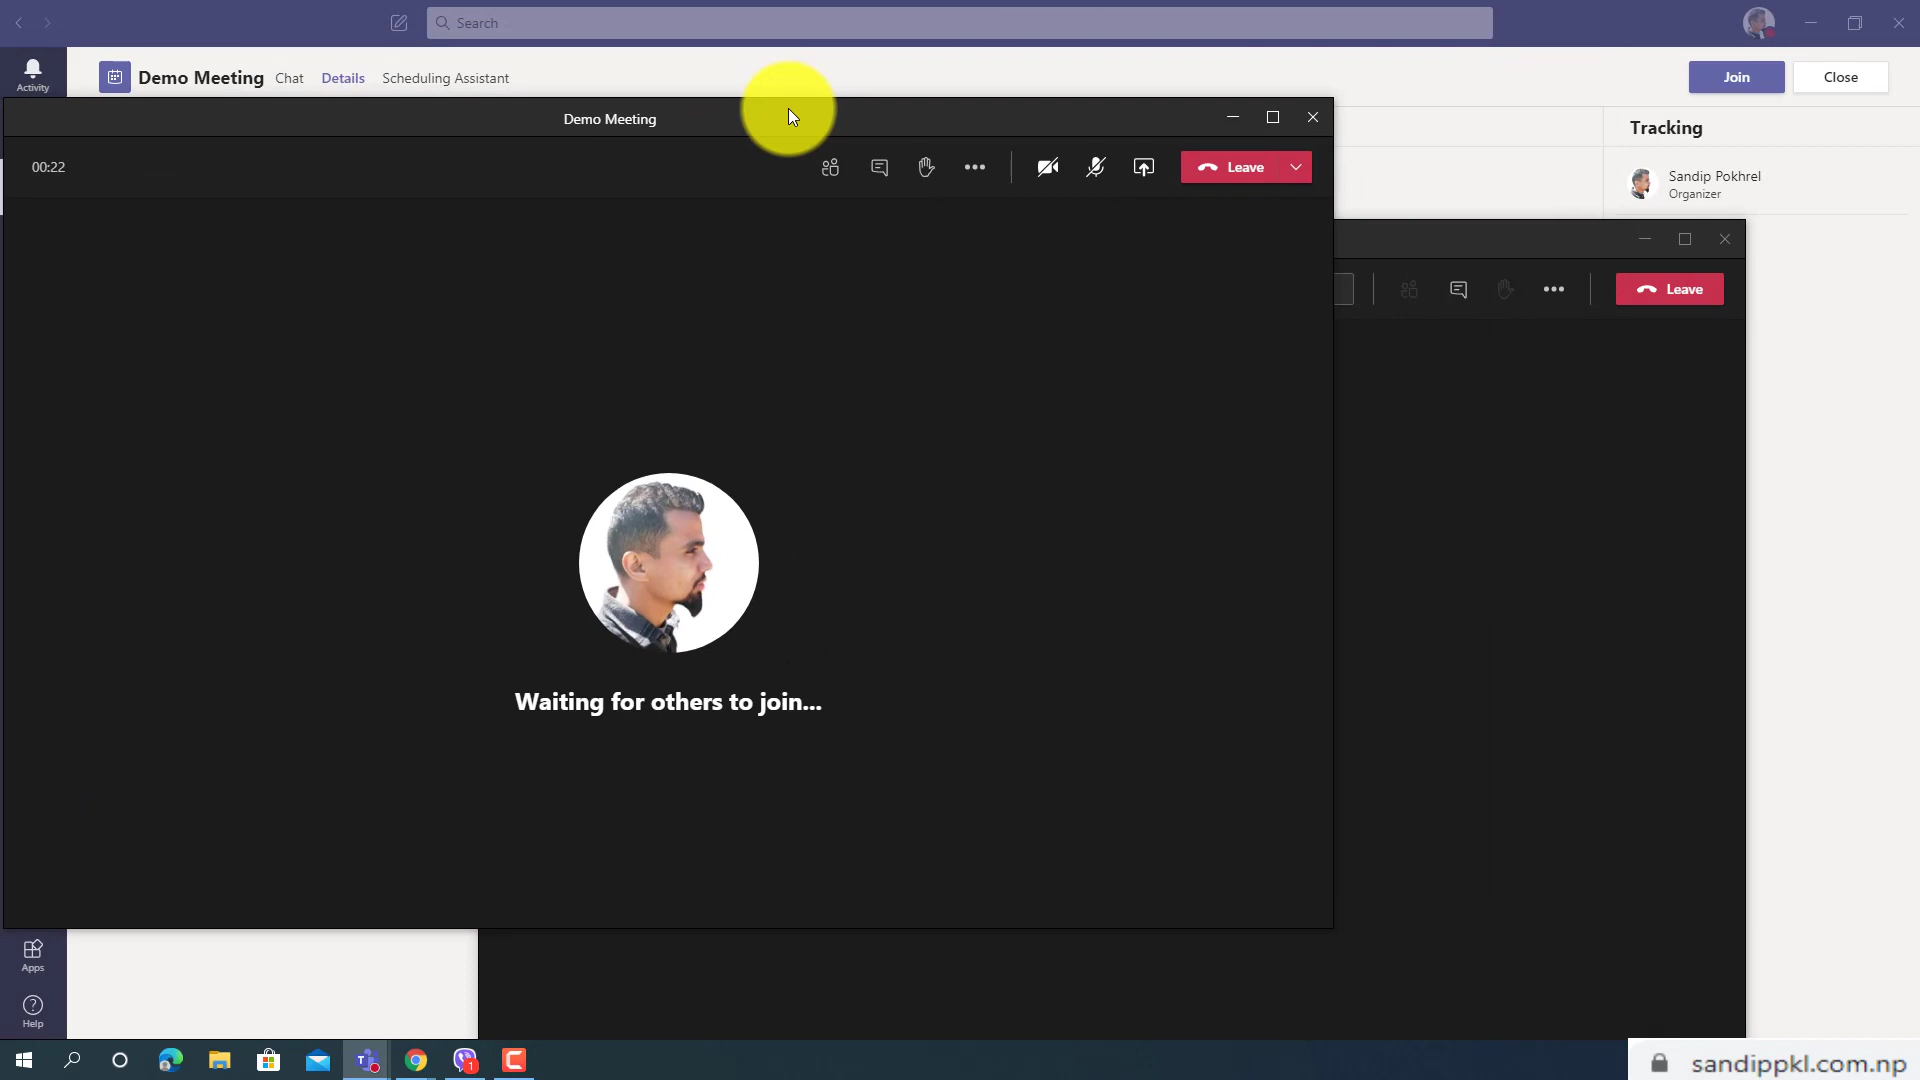 Search
Activity
Demo Meeting
Chat
Details
Scheduling Assistant
Join
Close
Demo Meeting
Tracking
00:22
Leave
Sandip Pokhrel
Organizer
Leave
Waiting for others to join...
Apps
Help
T
1
sandippkl.com.np